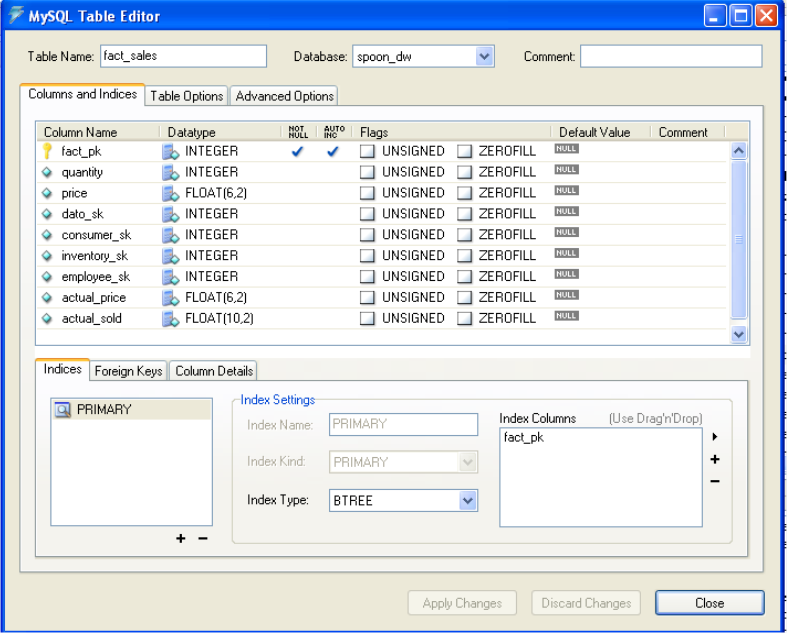 MySQL Table Editor
Table Name: fact_sales Database: spoon_dw Comment:
Columns and Indices Table Options Advanced Options
Column Name Datatype NOT NULL AUTO INC Flags Default Value Comment
fact_pk INTEGER UNSIGNED ZEROFILL NULL
quantity INTEGER UNSIGNED ZEROFILL NULL
price FLOAT(6,2) UNSIGNED ZEROFILL NULL
dato_sk INTEGER UNSIGNED ZEROFILL NULL
consumer_sk INTEGER UNSIGNED ZEROFILL NULL
inventory_sk INTEGER UNSIGNED ZEROFILL NULL
employee_sk INTEGER UNSIGNED ZEROFILL NULL
actual_price FLOAT(6,2) UNSIGNED ZEROFILL NULL
actual_sold FLOAT(10,2) UNSIGNED ZEROFILL NULL
Indices Foreign Keys Column Details
PRIMARY
Index Settings
Index Name: PRIMARY
Index Kind: PRIMARY
Index Type: BTREE
Index Columns (Use Drag'n'Drop)
fact_pk
Apply Changes Discard Changes Close